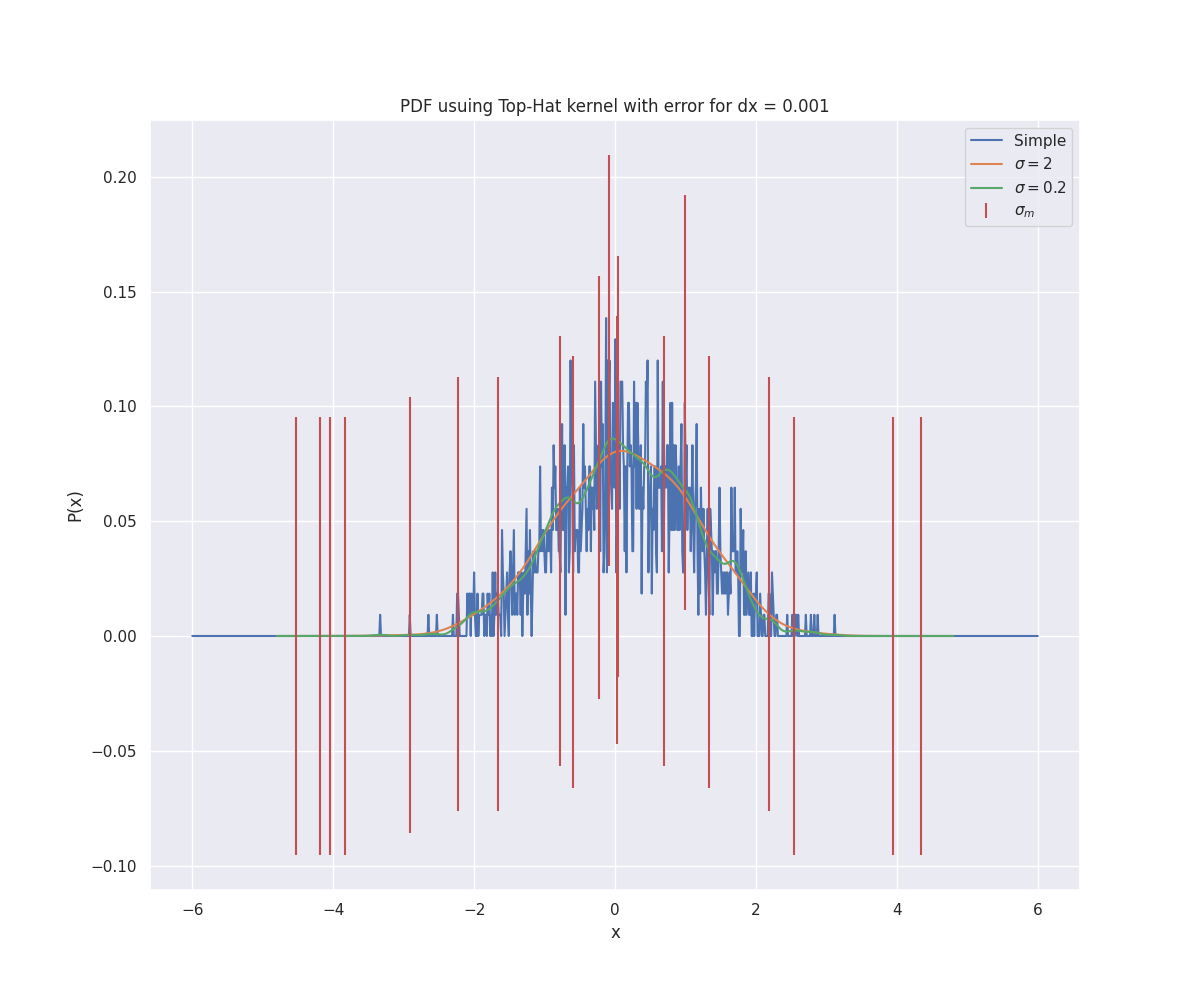 PDF usuing Top-Hat kernel with error for dx = 0.001
Simple
σ = 2
σ = 0.2
σₘ
0.20
0.15
0.10
0.05
0.00
−0.05
−0.10
P(x)
−6 −4 −2 0 2 4 6
x